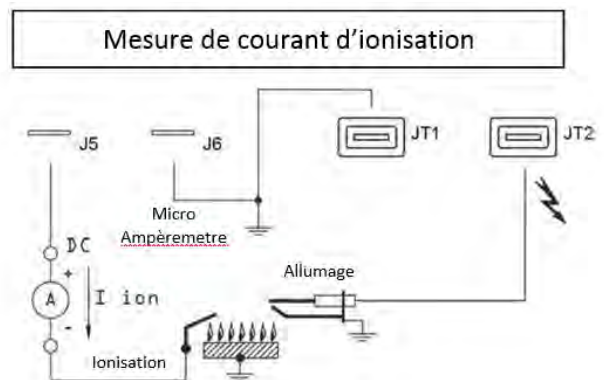 Mesure de courant d'ionisation
J5
J6
JT1
JT2
Micro
Ampèremetre
DC
+
A
I ion
-
Allumage
Ionisation